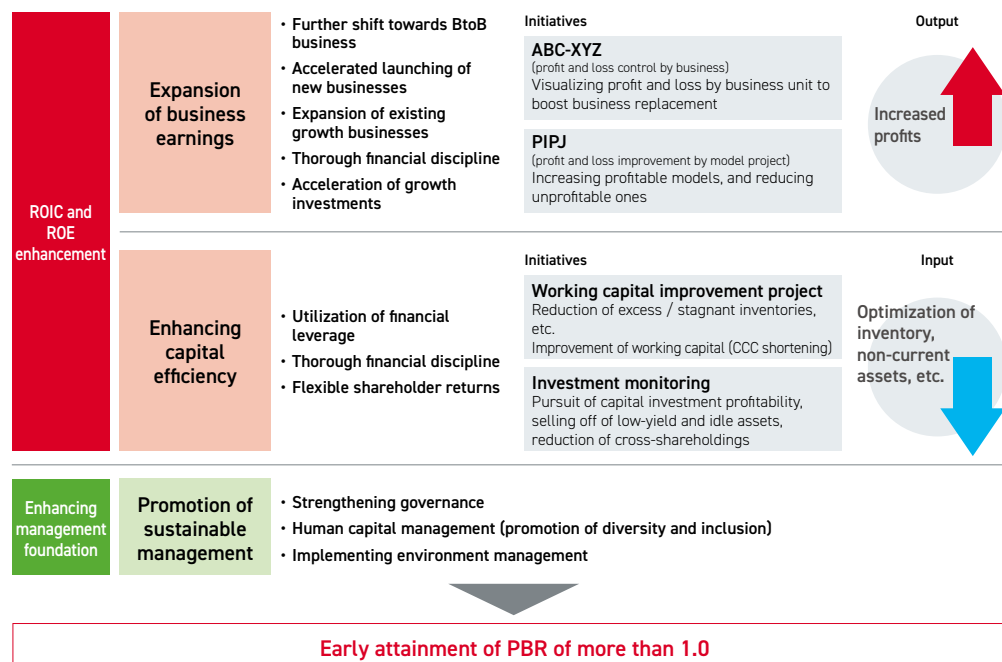 ROIC and
ROE
enhancement
Expansion
of business
earnings
• Further shift towards BtoB
business
• Accelerated launching of
new businesses
• Expansion of existing
growth businesses
• Thorough financial discipline
• Acceleration of growth
investments
Initiatives
ABC-XYZ
(profit and loss control by business)
Visualizing profit and loss by business unit to
boost business replacement
PIPJ
(profit and loss improvement by model project)
Increasing profitable models, and reducing
unprofitable ones
Output
Increased
profits
Enhancing
capital
efficiency
• Utilization of financial
leverage
• Thorough financial discipline
• Flexible shareholder returns
Initiatives
Working capital improvement project
Reduction of excess / stagnant inventories,
etc.
Improvement of working capital (CCC shortening)
Investment monitoring
Pursuit of capital investment profitability,
selling off of low-yield and idle assets,
reduction of cross-shareholdings
Input
Optimization of
inventory,
non-current
assets, etc.
Enhancing
management
foundation
Promotion of
sustainable
management
• Strengthening governance
• Human capital management (promotion of diversity and inclusion)
• Implementing environment management
Early attainment of PBR of more than 1.0